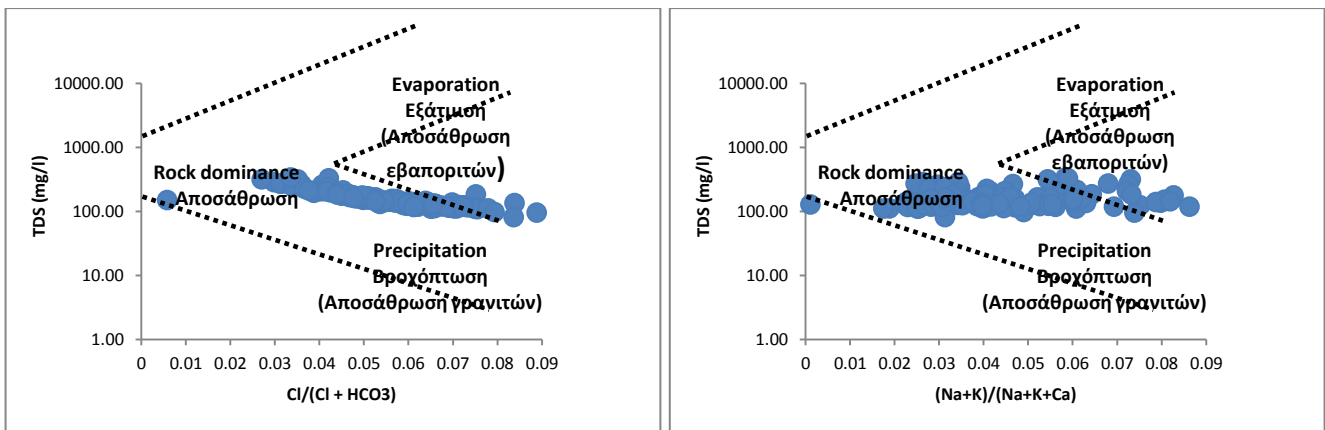 10000.00
1000.00
100.00
10.00
1.00
TDS (mg/l)
Evaporation
Εξάτμιση
(Αποσάθρωση
εβαποριτών)
Rock dominance
Αποσάθρωση
Precipitation
Βροχόπτωση
(Αποσάθρωση γρανιτών)
0 0.01 0.02 0.03 0.04 0.05 0.06 0.07 0.08 0.09
Cl/(Cl + HCO3)
10000.00
1000.00
100.00
10.00
1.00
TDS (mg/l)
Evaporation
Εξάτμιση
(Αποσάθρωση
εβαποριτών)
Rock dominance
Αποσάθρωση
Precipitation
Βροχόπτωση
(Αποσάθρωση γρανιτών)
0 0.01 0.02 0.03 0.04 0.05 0.06 0.07 0.08 0.09
(Na+K)/(Na+K+Ca)